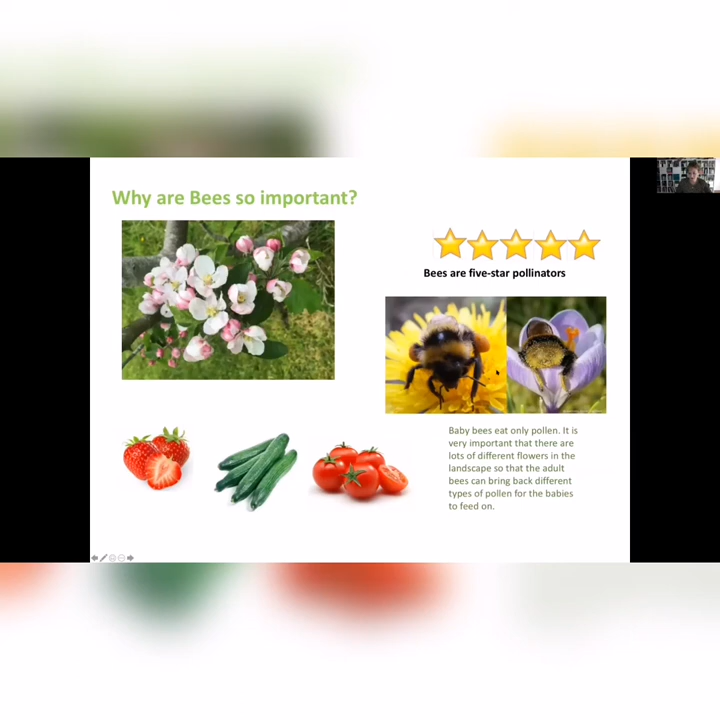 Why are Bees so important?
Bees are five-star pollinators
Baby bees eat only pollen. It is
very important that there are
lots of different flowers in the
landscape so that the adult
bees can bring back different
types of pollen for the babies
to feed on.